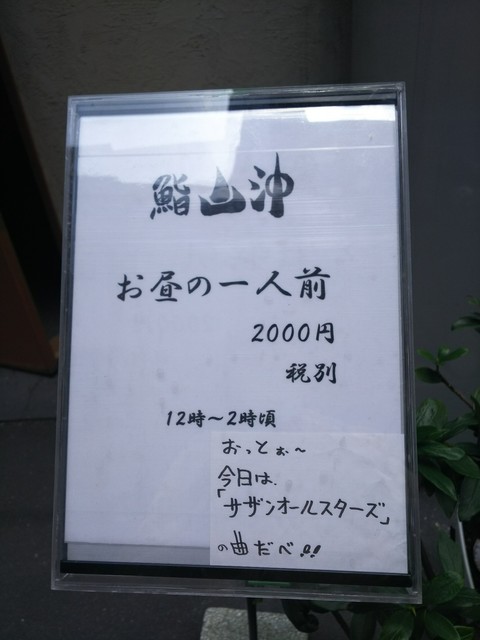 鮨 山沖
お昼の一人前
2000円
税別
12時～2時頃
おっとぉ～
今日は、
「サザンオールスターズ」
の曲だべ!!